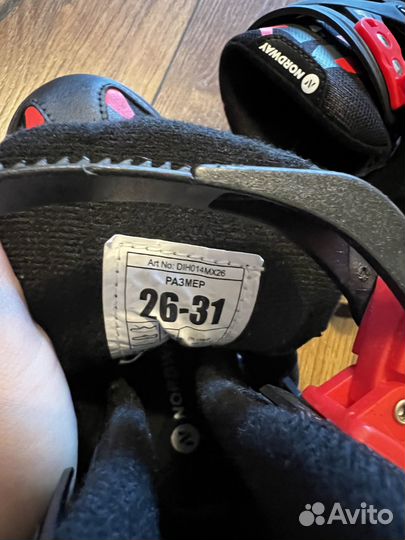 NORDWAY
Art No: DIH014MX26
РАЗМЕР
26-31
NORDWAY
Avito